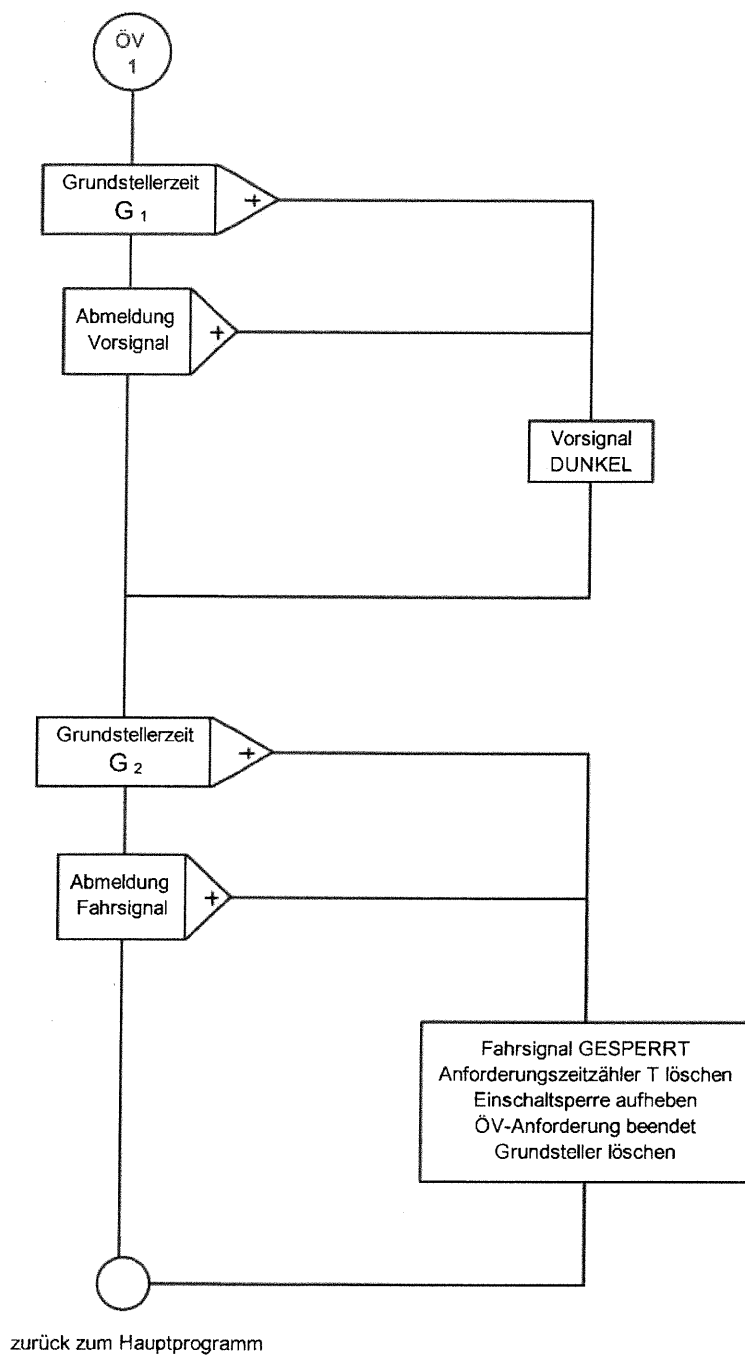 ÖV
1
Grundstellerzeit
G 1
+
Abmeldung
Vorsignal
+
Vorsignal
DUNKEL
Grundstellerzeit
G 2
+
Abmeldung
Fahrsignal
+
Fahrsignal GESPERRT
Anforderungszeitzähler T löschen
Einschaltsperre aufheben
ÖV-Anforderung beendet
Grundsteller löschen
zurück zum Hauptprogramm